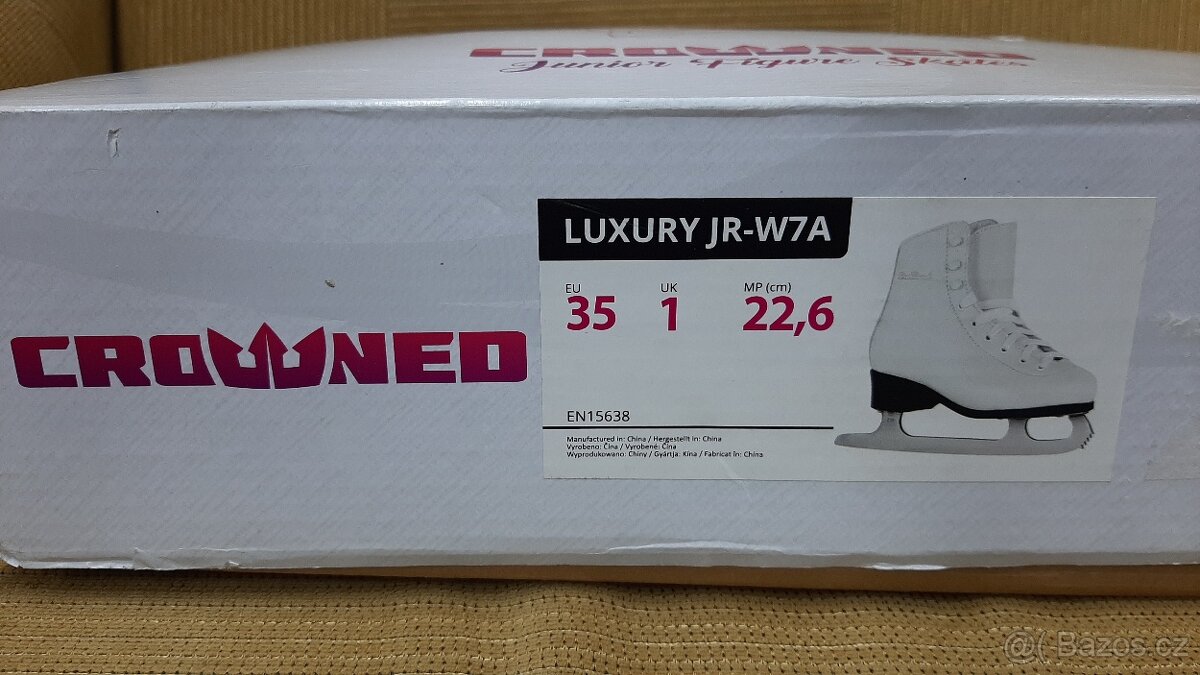 CROWNED
Junior Figure Skates
LUXURY JR-W7A
EU UK MP (cm)
35 1 22,6
CROWNED
EN15638
Manufactured in: China / Hergestellt in: China
Vyrobeno: Čína / Vyrobené: Čína
Wyprodukowano: Chiny / Gyártja: Kína / Fabricat în: China
@( Bazos.cz